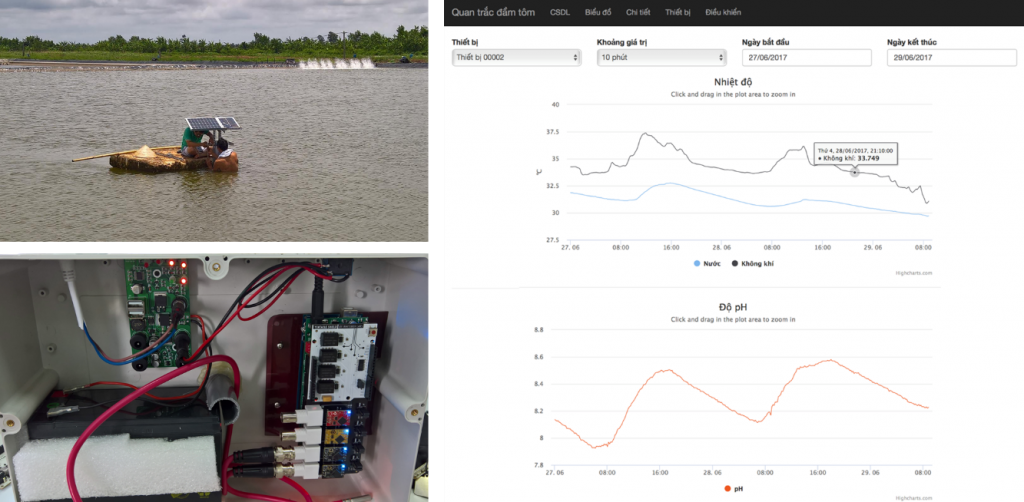 Quan trắc đầm tôm CSDL Biểu đồ Chi tiết Thiết bị Điều khiển
Thiết bị Khoảng giá trị Ngày bắt đầu Ngày kết thúc
Thiết bị 00002 10 phút 27/06/2017 29/06/2017
Nhiệt độ
Click and drag in the plot area to zoom in
40
37.5
35
32.5
30
27.5
°C
Thứ 4, 28/06/2017, 21:10:00
● Không khí: 33.749
27. 06 08:00 16:00 28. 06 08:00 16:00 29. 06 08:00
Nước Không khí
Highcharts.com
Độ pH
Click and drag in the plot area to zoom in
8.8
8.6
8.4
8.2
8
7.8
27. 06 08:00 16:00 28. 06 08:00 16:00 29. 06 08:00
pH
Highcharts.com